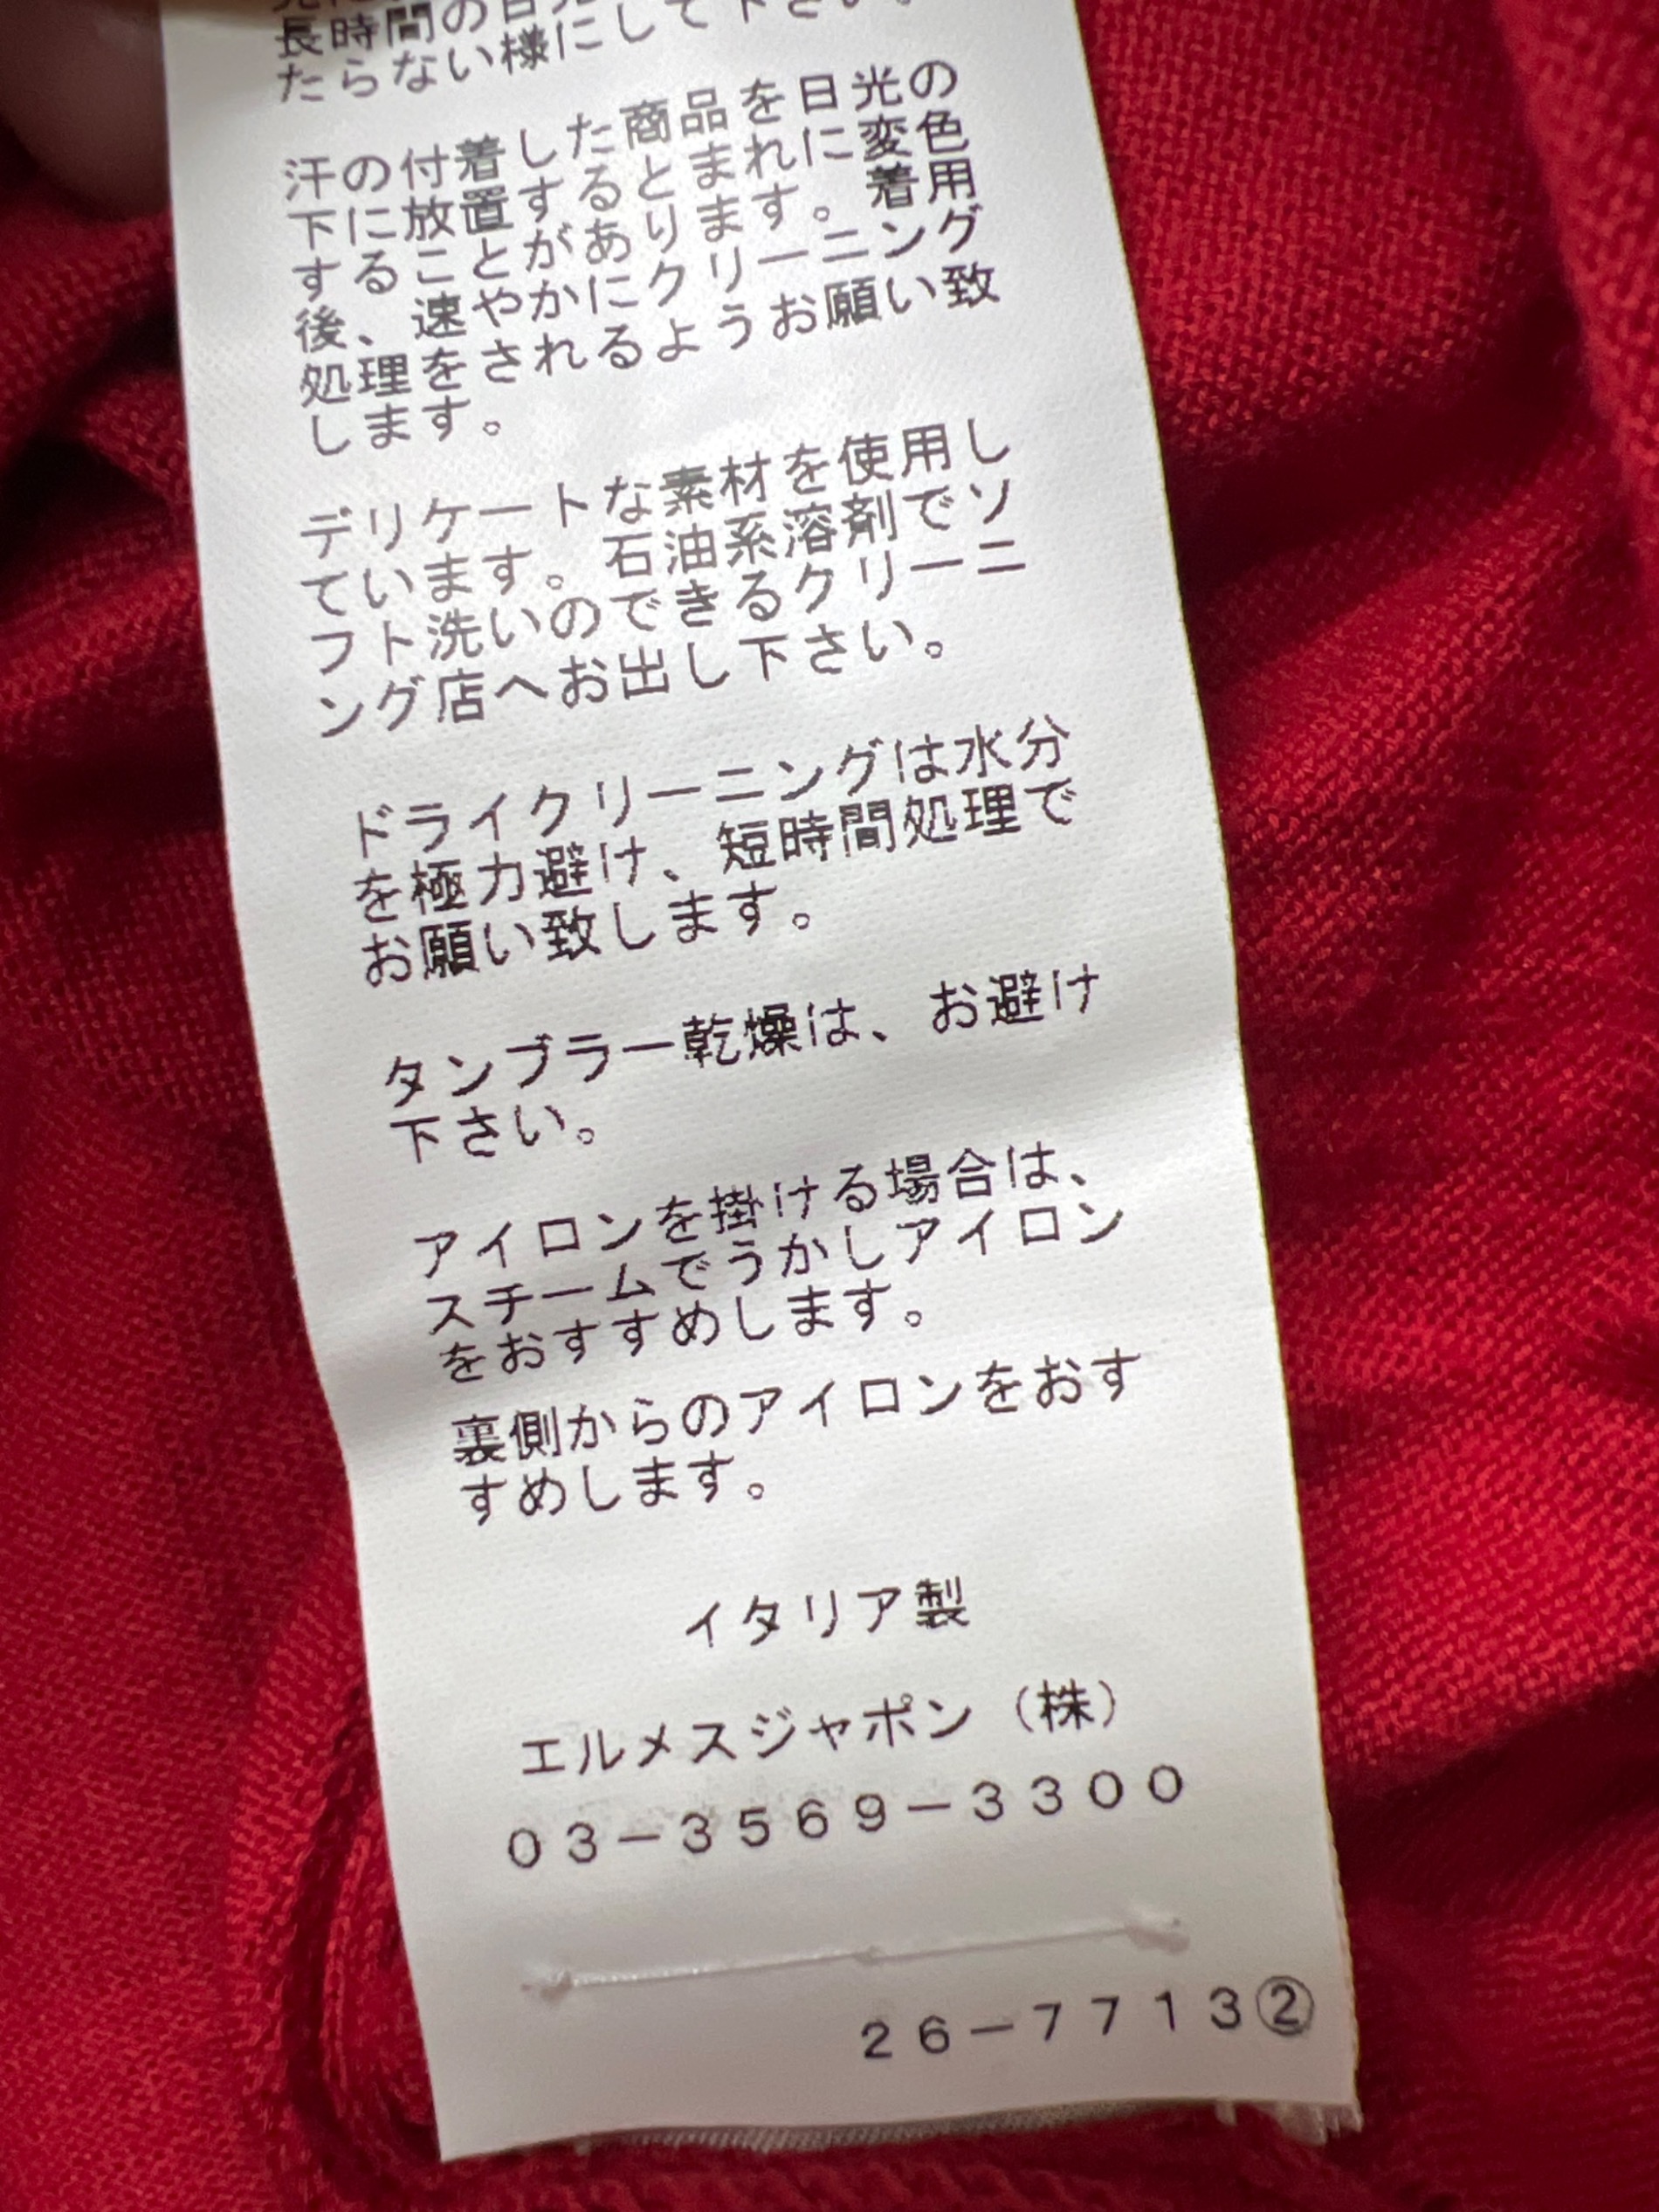 長時間の
たらない様にして下さい。
汗の付着した商品を日光の
下に放置するとまれに変色
することがあります。着用
後、速やかにクリーニング
処理をされるようお願い致
します。
デリケートな素材を使用し
ています。石油系溶剤でソ
フト洗いのできるクリーニ
ング店へお出し下さい。
ドライクリーニングは水分
を極力避け、短時間処理で
お願い致します。
タンブラー乾燥は、お避け
下さい。
アイロンを掛ける場合は、
スチームでうかしアイロン
をおすすめします。
裏側からのアイロンをおす
すめします。
イタリア製
エルメスジャポン（株）
03-3569-3300
26-7713②